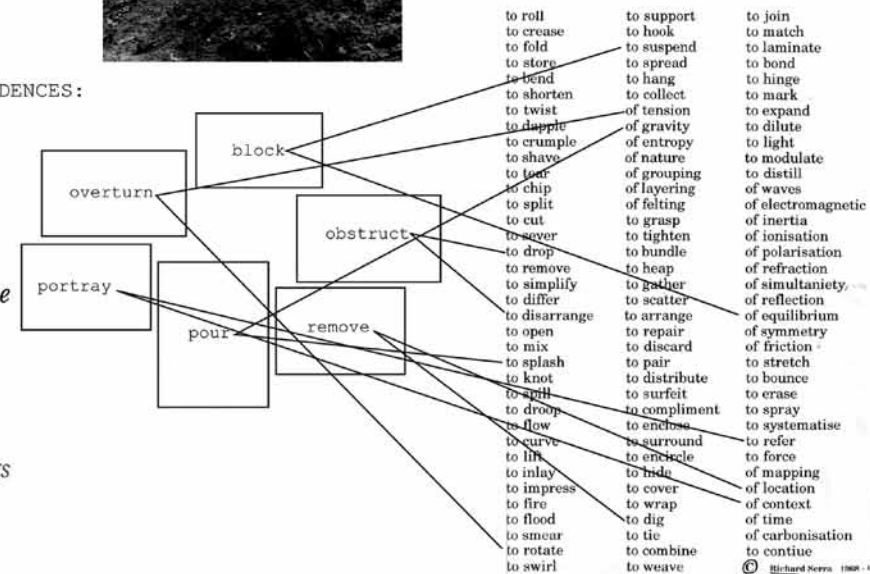 DENCES:
block
overturn
obstruct
portray
pour
remove
e
s
to roll
to crease
to fold
to store
to bend
to shorten
to twist
to dapple
to crumple
to shave
to tear
to chip
to split
to cut
to sever
to drop
to remove
to simplify
to differ
to disarrange
to open
to mix
to splash
to knot
to spill
to droop
to flow
to curve
to lift
to inlay
to impress
to fire
to flood
to smear
to rotate
to swirl
to support
to hook
to suspend
to spread
to hang
to collect
of tension
of gravity
of entropy
of nature
of grouping
of layering
of felting
to grasp
to tighten
to bundle
to heap
to gather
to scatter
to arrange
to repair
to discard
to pair
to distribute
to surfeit
to compliment
to enclose
to surround
to encircle
to hide
to cover
to wrap
to dig
to tie
to combine
to weave
to join
to match
to laminate
to bond
to hinge
to mark
to expand
to dilute
to light
to modulate
to distill
of waves
of electromagnetic
of inertia
of ionisation
of polarisation
of refraction
of simultaniety
of reflection
of equilibrium
of symmetry
of friction
to stretch
to bounce
to erase
to spray
to systematise
to refer
to force
of mapping
of location
of context
of time
of carbonisation
to contiue
© Richard Serra 1968 -